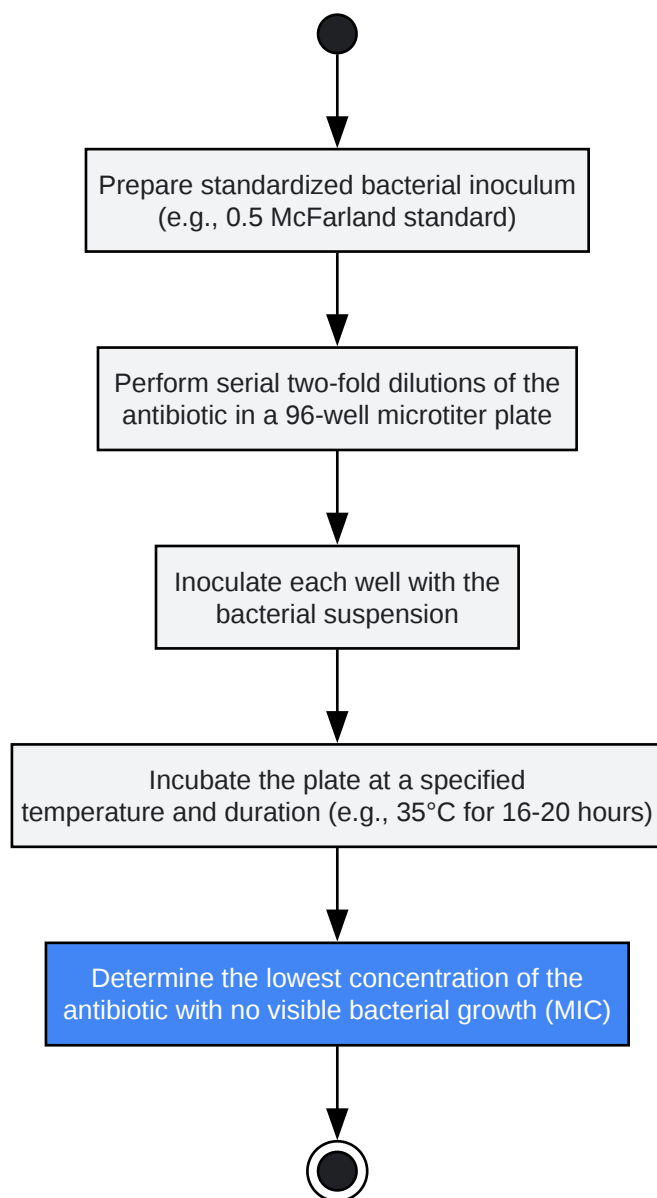 Prepare standardized bacterial inoculum
(e.g., 0.5 McFarland standard)
Perform serial two-fold dilutions of the
antibiotic in a 96-well microtiter plate
Inoculate each well with the
bacterial suspension
Incubate the plate at a specified
temperature and duration (e.g., 35°C for 16-20 hours)
Determine the lowest concentration of the
antibiotic with no visible bacterial growth (MIC)